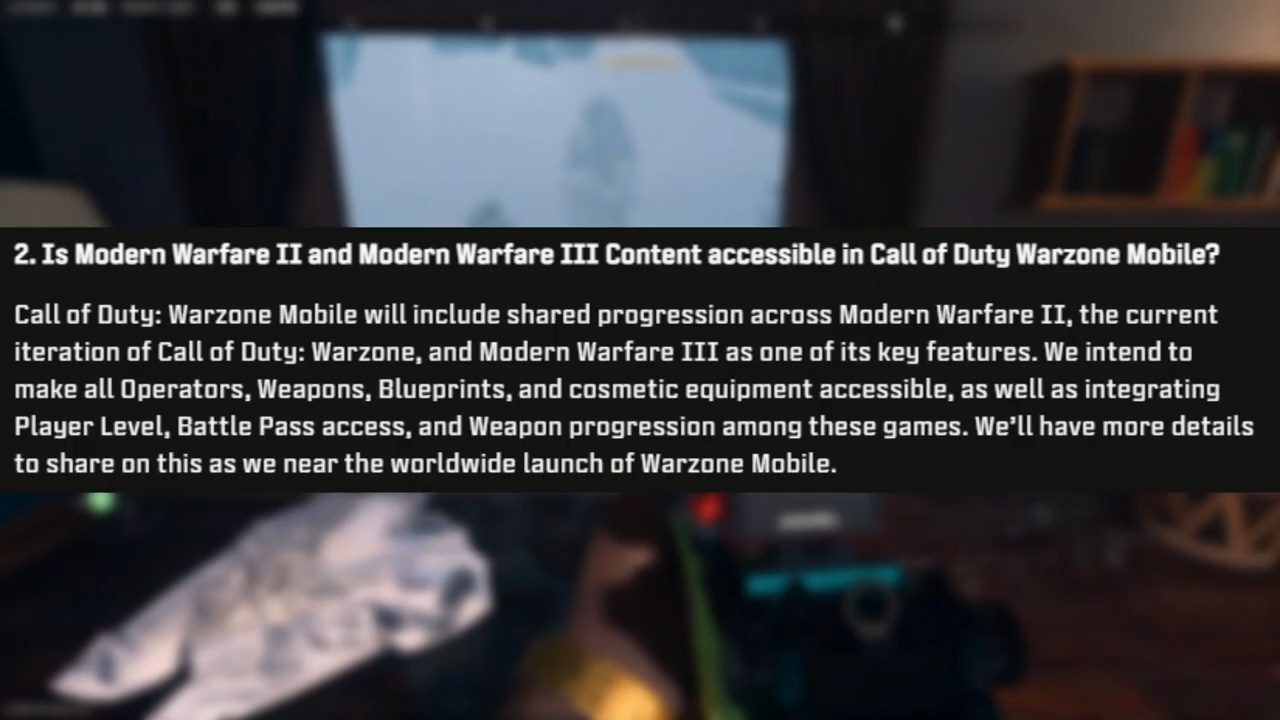 2. Is Modern Warfare II and Modern Warfare III Content accessible in Call of Duty Warzone Mobile?
Call of Duty: Warzone Mobile will include shared progression across Modern Warfare II, the current
iteration of Call of Duty: Warzone, and Modern Warfare III as one of its key features. We intend to
make all Operators, Weapons, Blueprints, and cosmetic equipment accessible, as well as integrating
Player Level, Battle Pass access, and Weapon progression among these games. We’ll have more details
to share on this as we near the worldwide launch of Warzone Mobile.